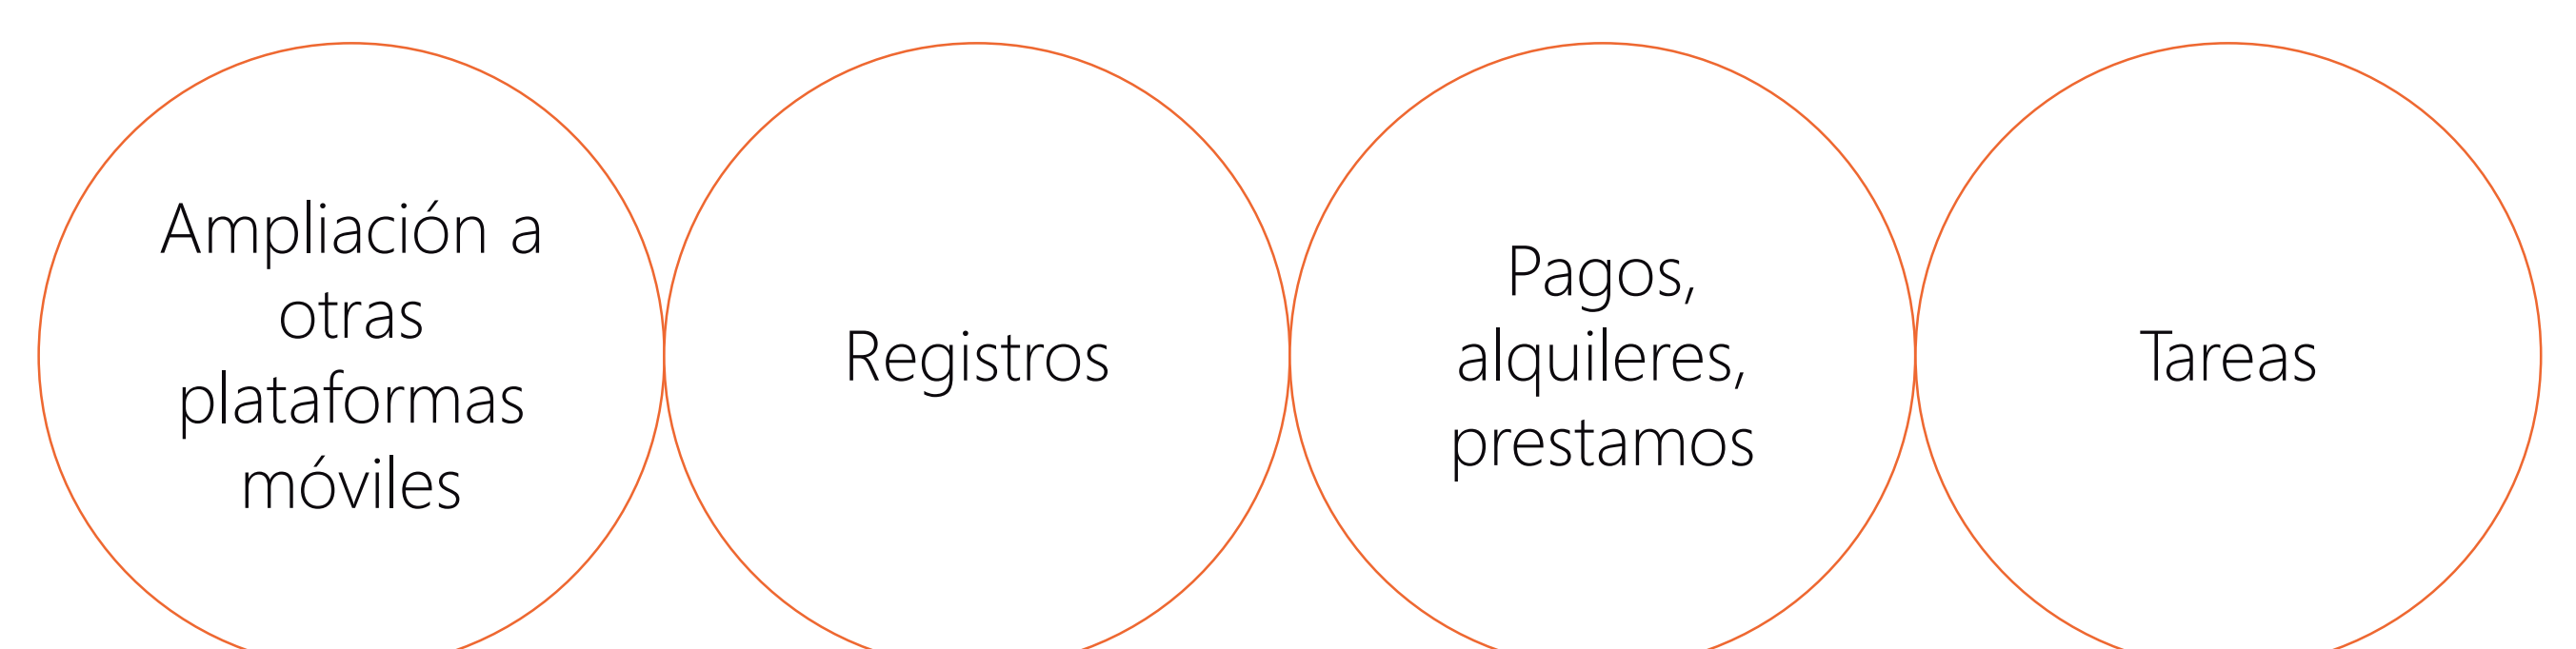 Ampliación a
otras
plataformas
móviles
Registros
Pagos,
alquileres,
prestamos
Tareas